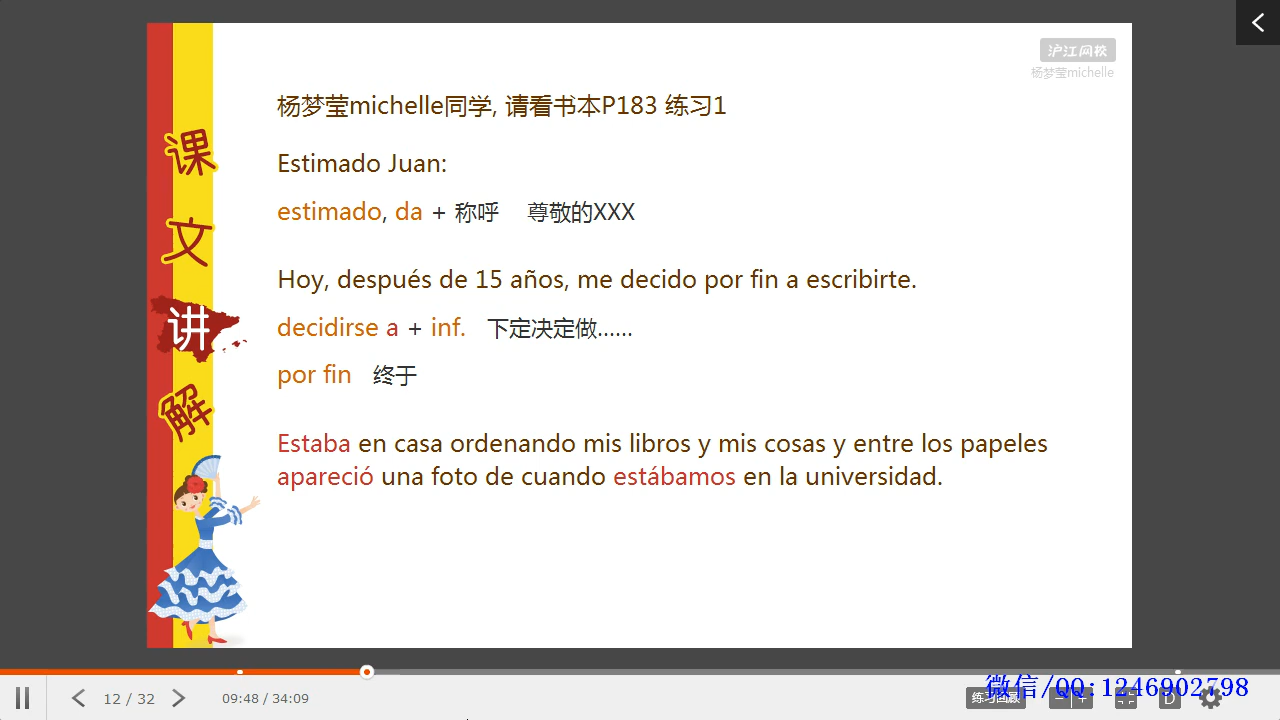 沪江网校
杨梦莹michelle
杨梦莹michelle同学, 请看书本P183 练习1
Estimado Juan:
estimado, da + 称呼 尊敬的XXX
Hoy, después de 15 años, me decido por fin a escribirte.
decidirse a + inf. 下定决定做......
por fin 终于
Estaba en casa ordenando mis libros y mis cosas y entre los papeles
apareció una foto de cuando estábamos en la universidad.
课
文
讲
解
12 / 32
09:48 / 34:09
练习回顾
D
微信/QQ:1246902798